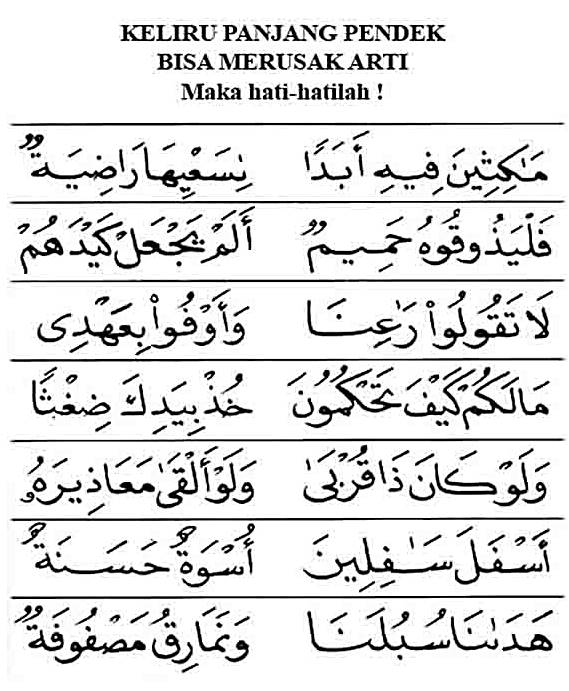 KELIRU PANJANG PENDEK
BISA MERUSAK ARTI
Maka hati-hatilah !
مَٰكِثِينَ فِيهِ أَبَدًا لِسَعْيِهَا رَاضِيَةٌ
فَلْيَذُوقُوهُ حَمِيمٌ أَلَمْ يَجْعَلْ كَيْدَهُمْ
لَا تَقُولُوا۟ رَٰعِنَا وَأَوْفُوا۟ بِعَهْدِى
مَا لَكُمْ كَيْفَ تَحْكُمُونَ خُذْ بِيَدِكَ ضِغْثًا
وَلَوْ كَانَ ذَا قُرْبَىٰ وَلَوْ أَلْقَىٰ مَعَاذِيرَهُۥ
أَسْفَلَ سَٰفِلِينَ أُسْوَةٌ حَسَنَةٌ
هَدَىٰنَا سُبُلَنَا وَنَمَارِقُ مَصْفُوفَةٌ